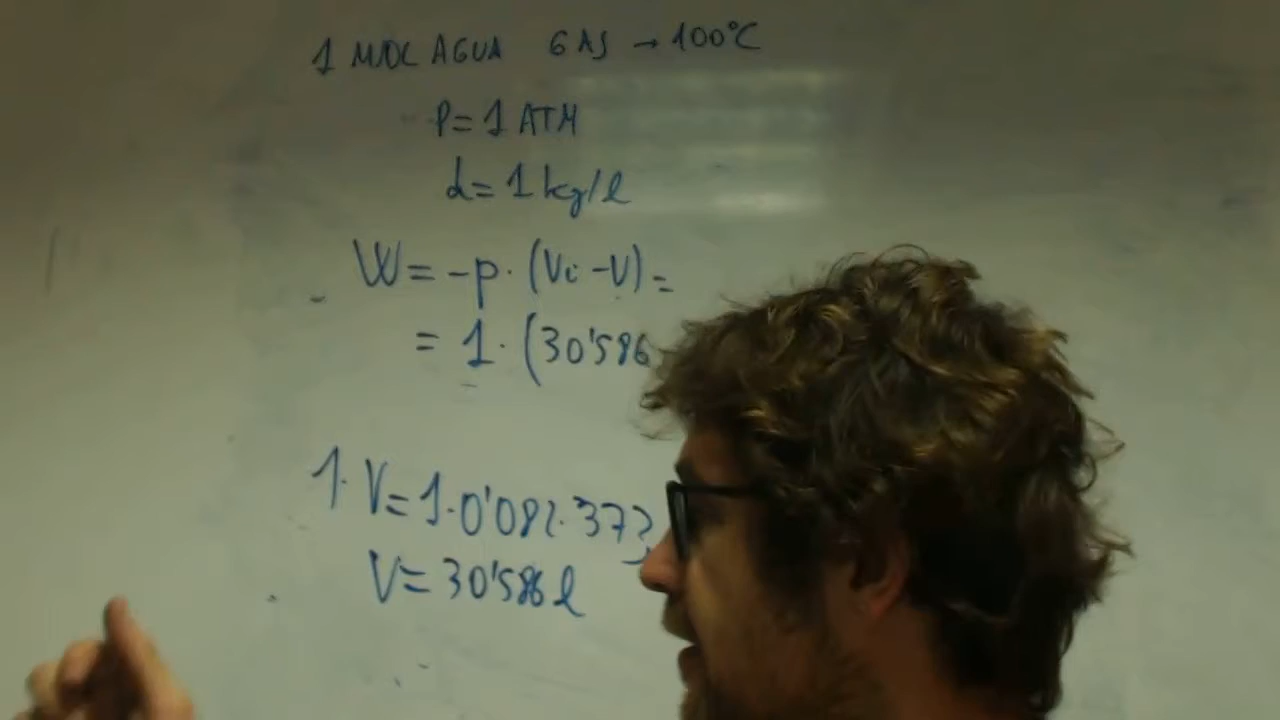 1 MOL AGUA GAS → 100°C
P = 1 ATM
d = 1 kg/l
W = -p · (Vi - V) =
= 1 · (30'586
1 · V = 1 · 0'082 · 373
V = 30'586 l